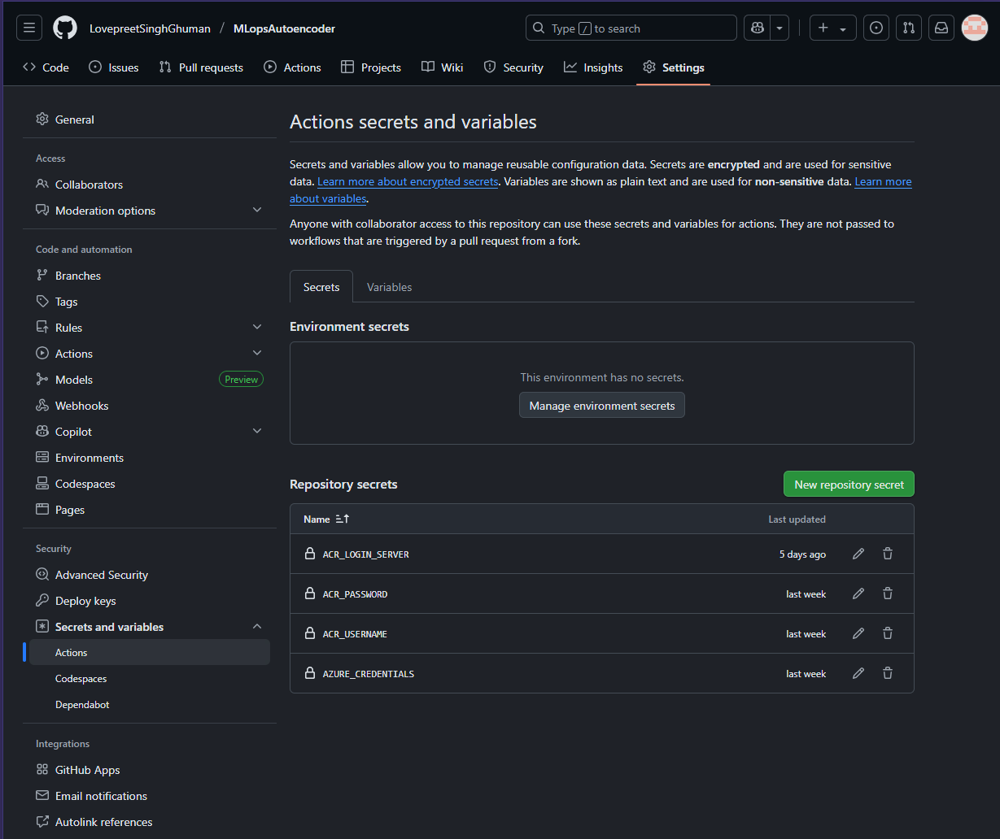 LovepreetSinghGhuman / MLopsAutoencoder
Type / to search
Code
Issues
Pull requests
Actions
Projects
Wiki
Security
Insights
Settings
General
Access
Collaborators
Moderation options
Code and automation
Branches
Tags
Rules
Actions
Models Preview
Webhooks
Copilot
Environments
Codespaces
Pages
Security
Advanced Security
Deploy keys
Secrets and variables
Actions
Codespaces
Dependabot
Integrations
GitHub Apps
Email notifications
Autolink references
Actions secrets and variables
Secrets and variables allow you to manage reusable configuration data. Secrets are encrypted and are used for sensitive
data. Learn more about encrypted secrets. Variables are shown as plain text and are used for non-sensitive data. Learn more
about variables.
Anyone with collaborator access to this repository can use these secrets and variables for actions. They are not passed to
workflows that are triggered by a pull request from a fork.
Secrets
Variables
Environment secrets
This environment has no secrets.
Manage environment secrets
Repository secrets
New repository secret
Name Last updated
ACR_LOGIN_SERVER 5 days ago
ACR_PASSWORD last week
ACR_USERNAME last week
AZURE_CREDENTIALS last week